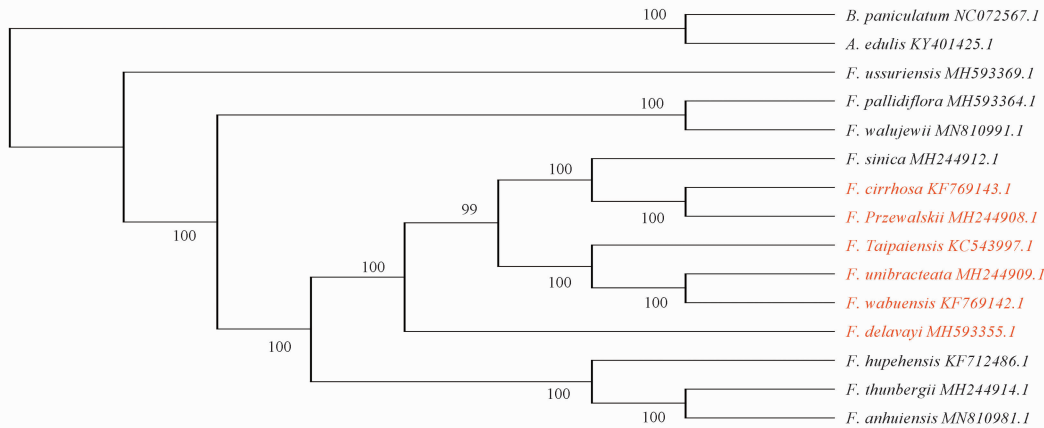 100
B. paniculatum NC072567.1
A. edulis KY401425.1
F. ussuriensis MH593369.1
100
F. pallidiflora MH593364.1
F. walujewii MN810991.1
F. sinica MH244912.1
100
F. cirrhosa KF769143.1
99
100
F. Przewalskii MH244908.1
100
F. Taipaiensis KC543997.1
100
100
F. unibracteata MH244909.1
100
F. wabuensis KF769142.1
F. delavayi MH593355.1
100
F. hupehensis KF712486.1
100
F. thunbergii MH244914.1
100
F. anhuiensis MN810981.1